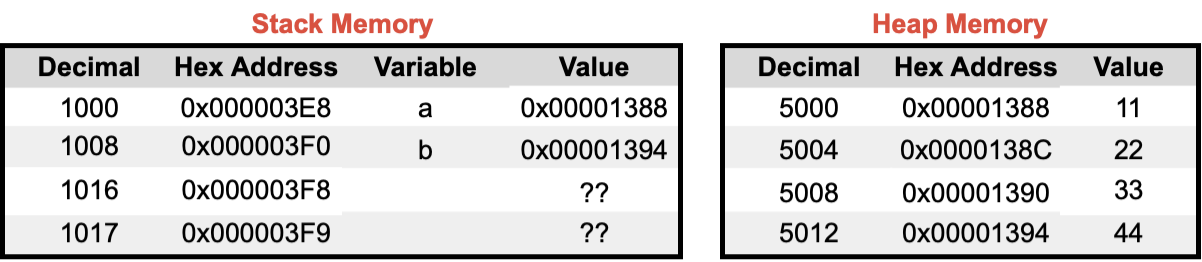 Stack Memory
Decimal Hex Address Variable Value
1000 0x000003E8 a 0x00001388
1008 0x000003F0 b 0x00001394
1016 0x000003F8 ??
1017 0x000003F9 ??
Heap Memory
Decimal Hex Address Value
5000 0x00001388 11
5004 0x0000138C 22
5008 0x00001390 33
5012 0x00001394 44